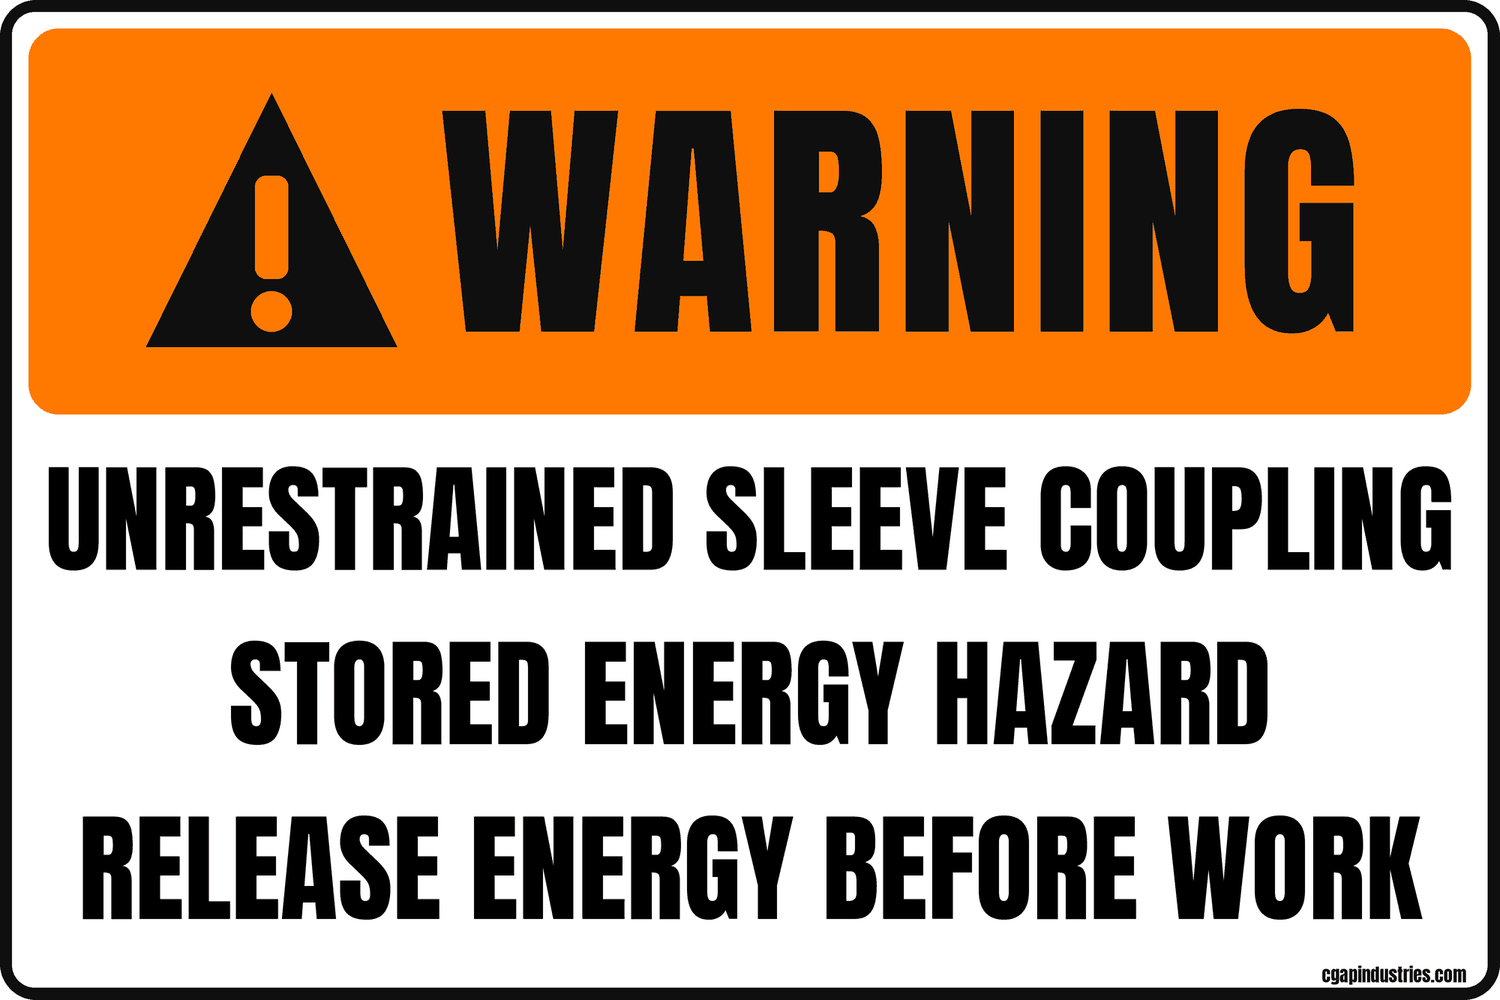 WARNING
UNRESTRAINED SLEEVE COUPLING
STORED ENERGY HAZARD
RELEASE ENERGY BEFORE WORK
cgapindustries.com